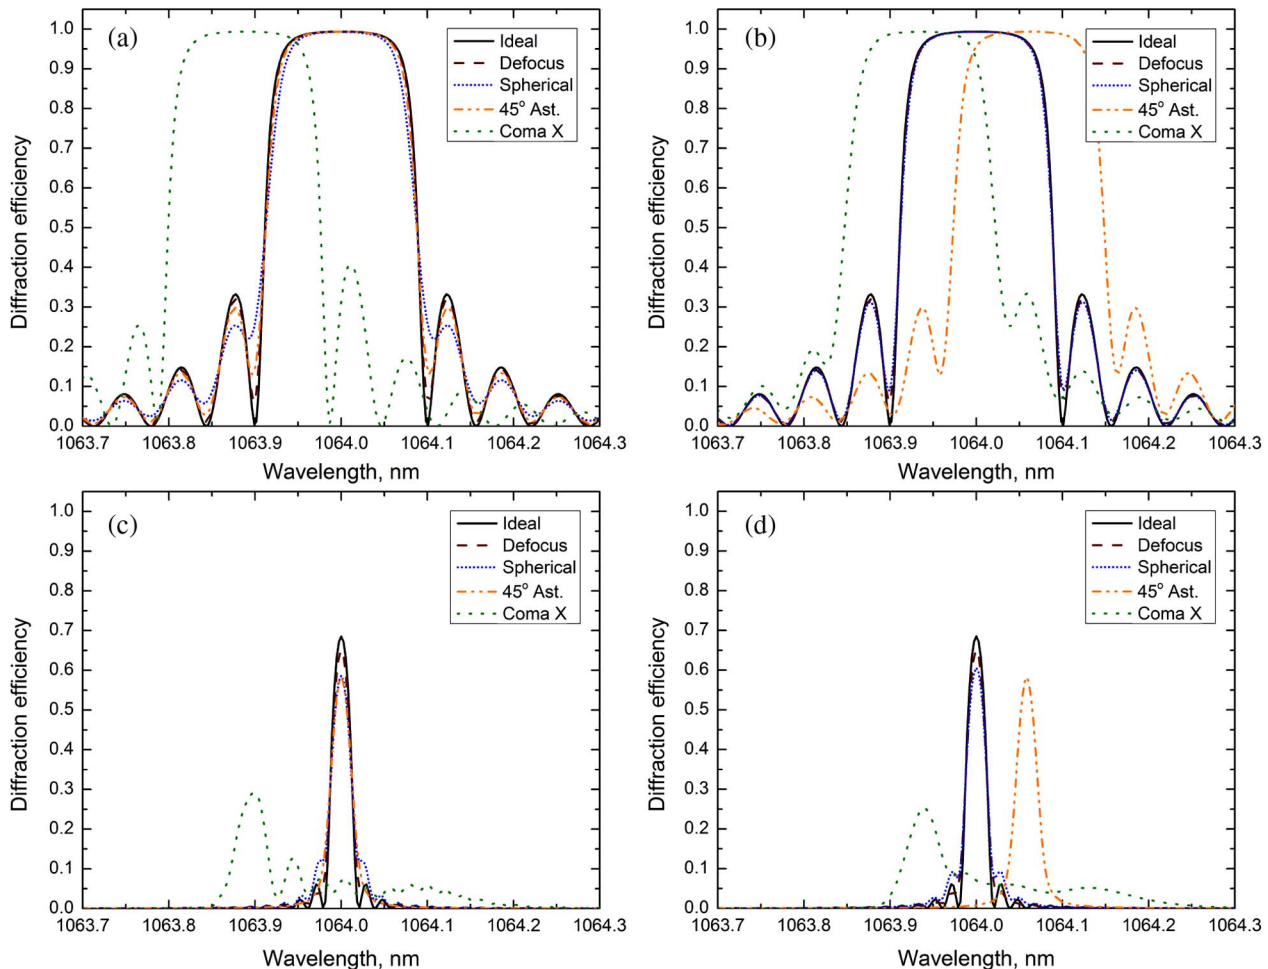 (a)
Diffraction efficiency
1.0
0.9
0.8
0.7
0.6
0.5
0.4
0.3
0.2
0.1
0.0
Ideal
Defocus
Spherical
45° Ast.
Coma X
1063.7 1063.8 1063.9 1064.0 1064.1 1064.2 1064.3
Wavelength, nm
(b)
Diffraction efficiency
1.0
0.9
0.8
0.7
0.6
0.5
0.4
0.3
0.2
0.1
0.0
Ideal
Defocus
Spherical
45° Ast.
Coma X
1063.7 1063.8 1063.9 1064.0 1064.1 1064.2 1064.3
Wavelength, nm
(c)
Diffraction efficiency
1.0
0.9
0.8
0.7
0.6
0.5
0.4
0.3
0.2
0.1
0.0
Ideal
Defocus
Spherical
45° Ast.
Coma X
1063.7 1063.8 1063.9 1064.0 1064.1 1064.2 1064.3
Wavelength, nm
(d)
Diffraction efficiency
1.0
0.9
0.8
0.7
0.6
0.5
0.4
0.3
0.2
0.1
0.0
Ideal
Defocus
Spherical
45° Ast.
Coma X
1063.7 1063.8 1063.9 1064.0 1064.1 1064.2 1064.3
Wavelength, nm